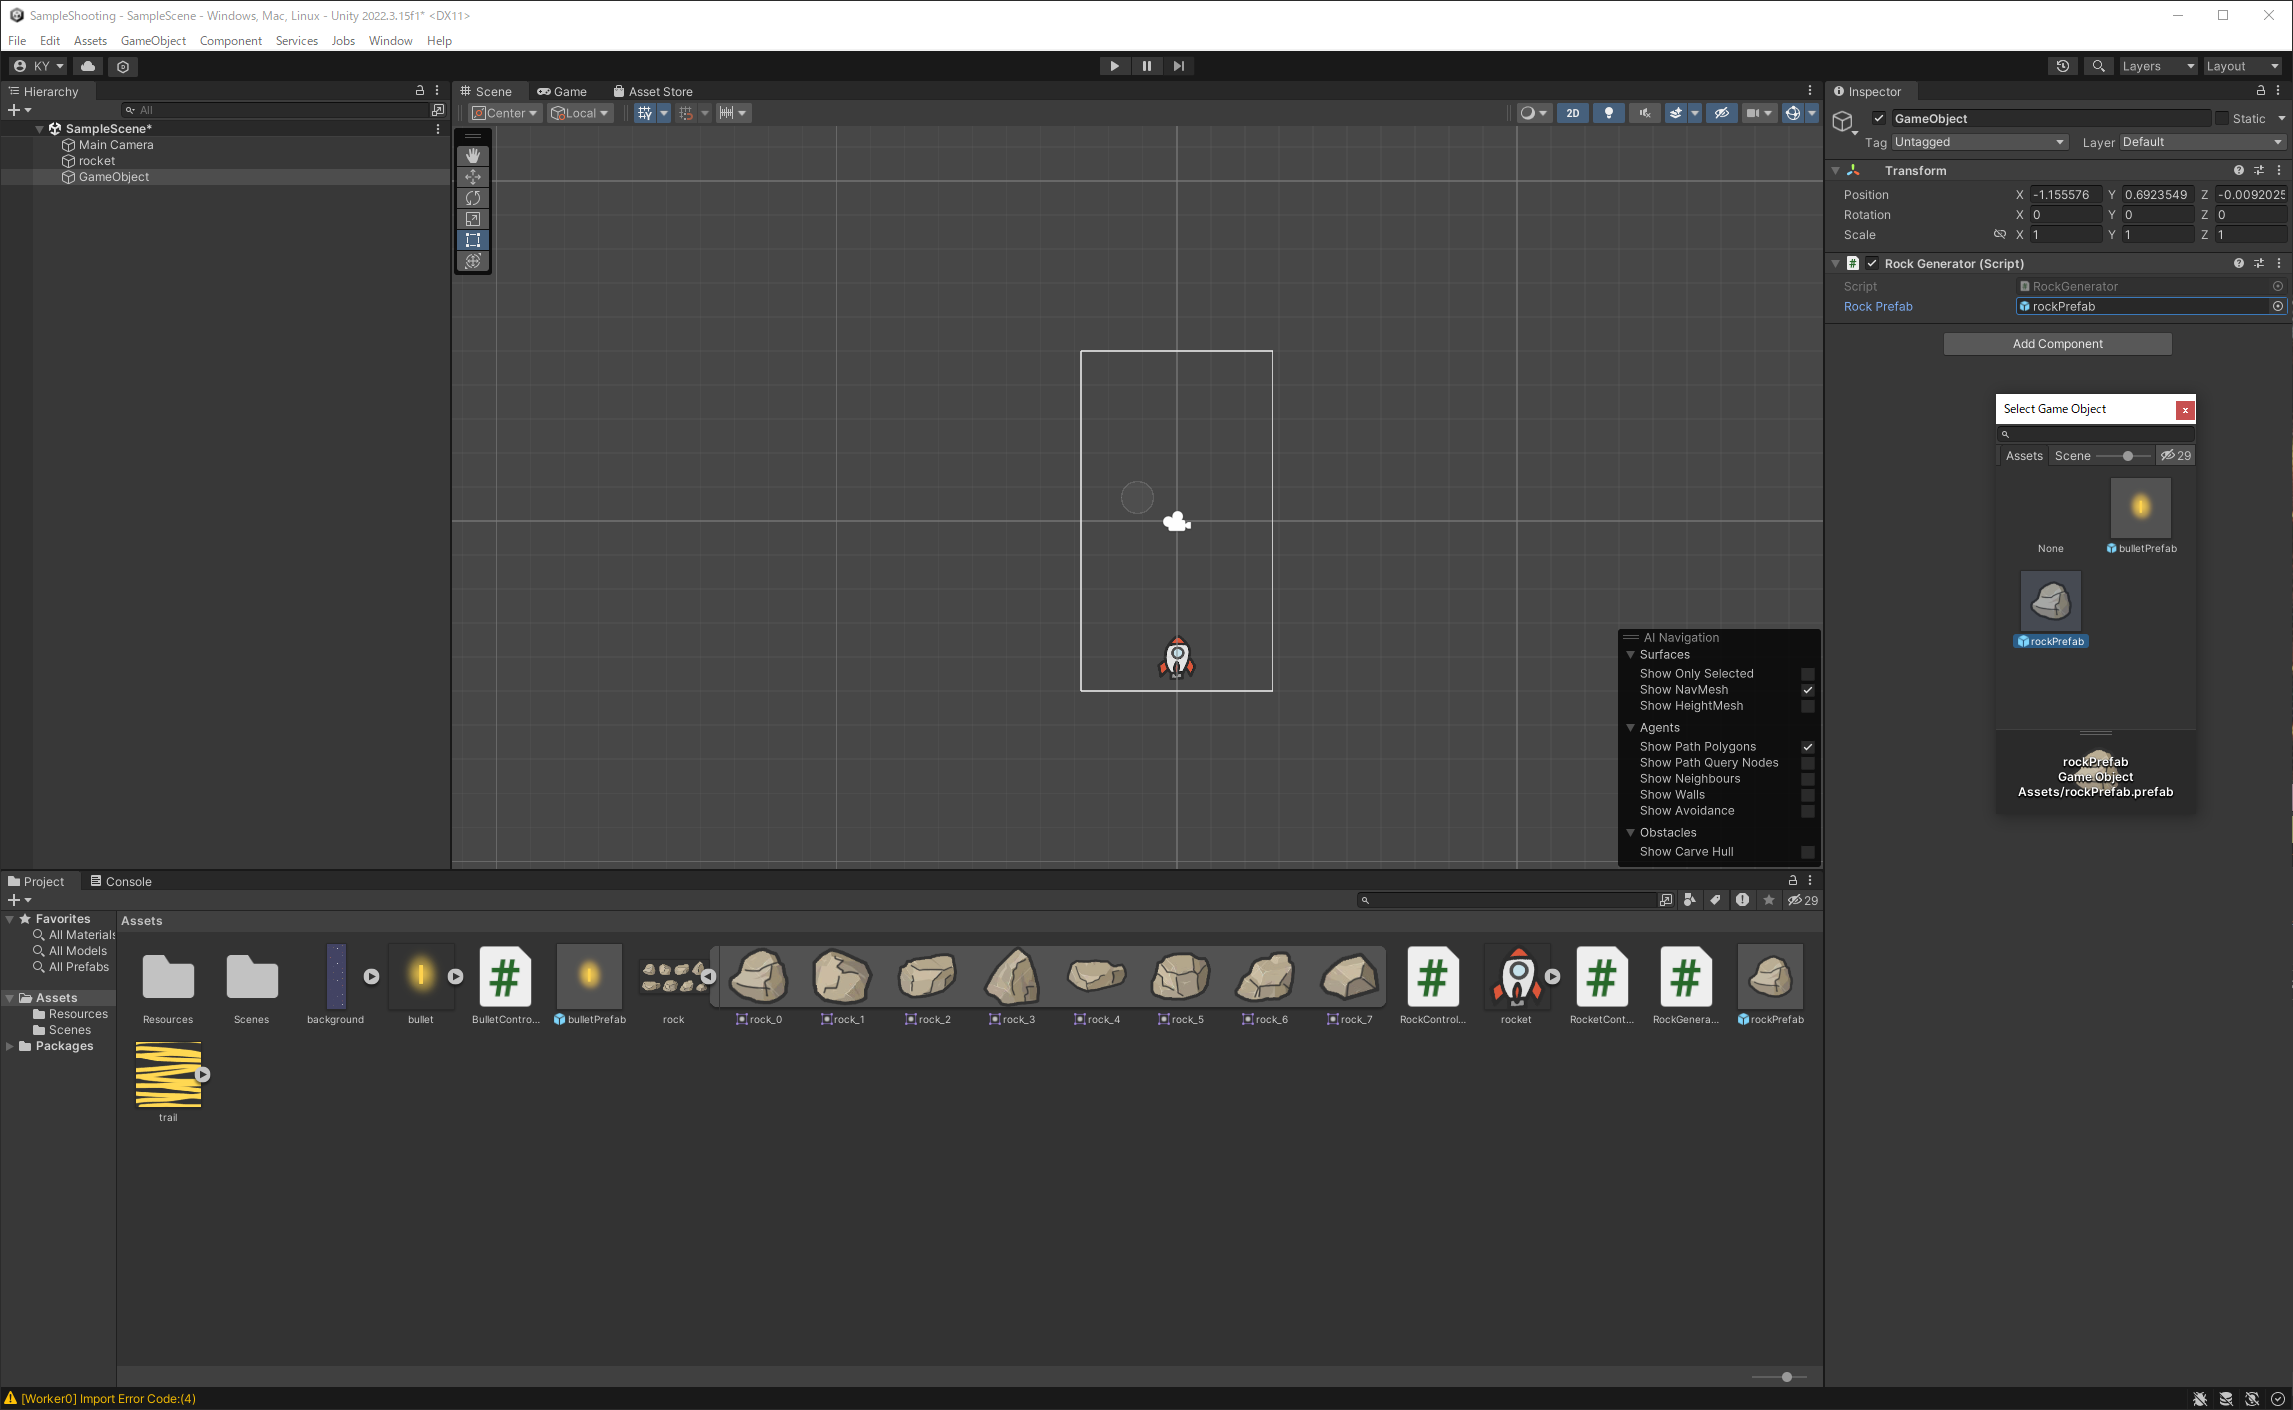 SampleShooting - SampleScene - Windows, Mac, Linux - Unity 2022.3.15f1* <DX11>
File Edit Assets GameObject Component Services Jobs Window Help
KY
Layers
Layout
Hierarchy
All
SampleScene*
Main Camera
rocket
GameObject
Scene
Game
Asset Store
Center
Local
2D
AI Navigation
Surfaces
Show Only Selected
Show NavMesh
Show HeightMesh
Agents
Show Path Polygons
Show Path Query Nodes
Show Neighbours
Show Walls
Show Avoidance
Obstacles
Show Carve Hull
Inspector
GameObject
Static
Tag Untagged
Layer Default
Transform
Position X -1.155576 Y 0.6923549 Z -0.0092025
Rotation X 0 Y 0 Z 0
Scale X 1 Y 1 Z 1
# Rock Generator (Script)
Script RockGenerator
Rock Prefab rockPrefab
Add Component
Select Game Object
x
Assets
Scene
29
None
bulletPrefab
rockPrefab
rockPrefab
Game Object
Assets/rockPrefab.prefab
Project
Console
29
Favorites
All Materials
All Models
All Prefabs
Assets
Resources
Scenes
Packages
Assets
Resources
Scenes
background
bullet
#
BulletContro...
bulletPrefab
rock
rock_0
rock_1
rock_2
rock_3
rock_4
rock_5
rock_6
rock_7
#
RockControl...
rocket
#
RocketCont...
#
RockGenera...
rockPrefab
trail
[Worker0] Import Error Code:(4)